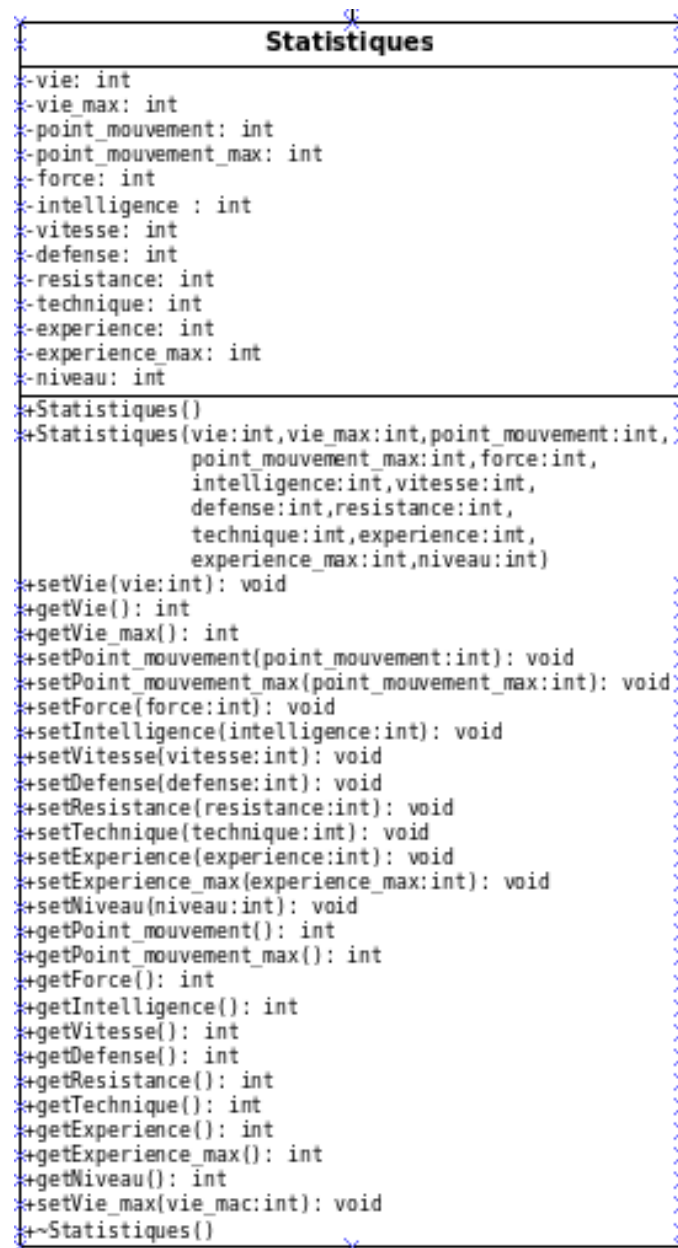 Statistiques
-vie: int
-vie_max: int
-point_mouvement: int
-point_mouvement_max: int
-force: int
-intelligence : int
-vitesse: int
-defense: int
-resistance: int
-technique: int
-experience: int
-experience_max: int
-niveau: int
+Statistiques()
+Statistiques(vie:int,vie_max:int,point_mouvement:int,
point_mouvement_max:int,force:int,
intelligence:int,vitesse:int,
defense:int,resistance:int,
technique:int,experience:int,
experience_max:int,niveau:int)
+setVie(vie:int): void
+getVie(): int
+getVie_max(): int
+setPoint_mouvement(point_mouvement:int): void
+setPoint_mouvement_max(point_mouvement_max:int): void
+setForce(force:int): void
+setIntelligence(intelligence:int): void
+setVitesse(vitesse:int): void
+setDefense(defense:int): void
+setResistance(resistance:int): void
+setTechnique(technique:int): void
+setExperience(experience:int): void
+setExperience_max(experience_max:int): void
+setNiveau(niveau:int): void
+getPoint_mouvement(): int
+getPoint_mouvement_max(): int
+getForce(): int
+getIntelligence(): int
+getVitesse(): int
+getDefense(): int
+getResistance(): int
+getTechnique(): int
+getExperience(): int
+getExperience_max(): int
+getNiveau(): int
+setVie_max(vie_mac:int): void
+~Statistiques()